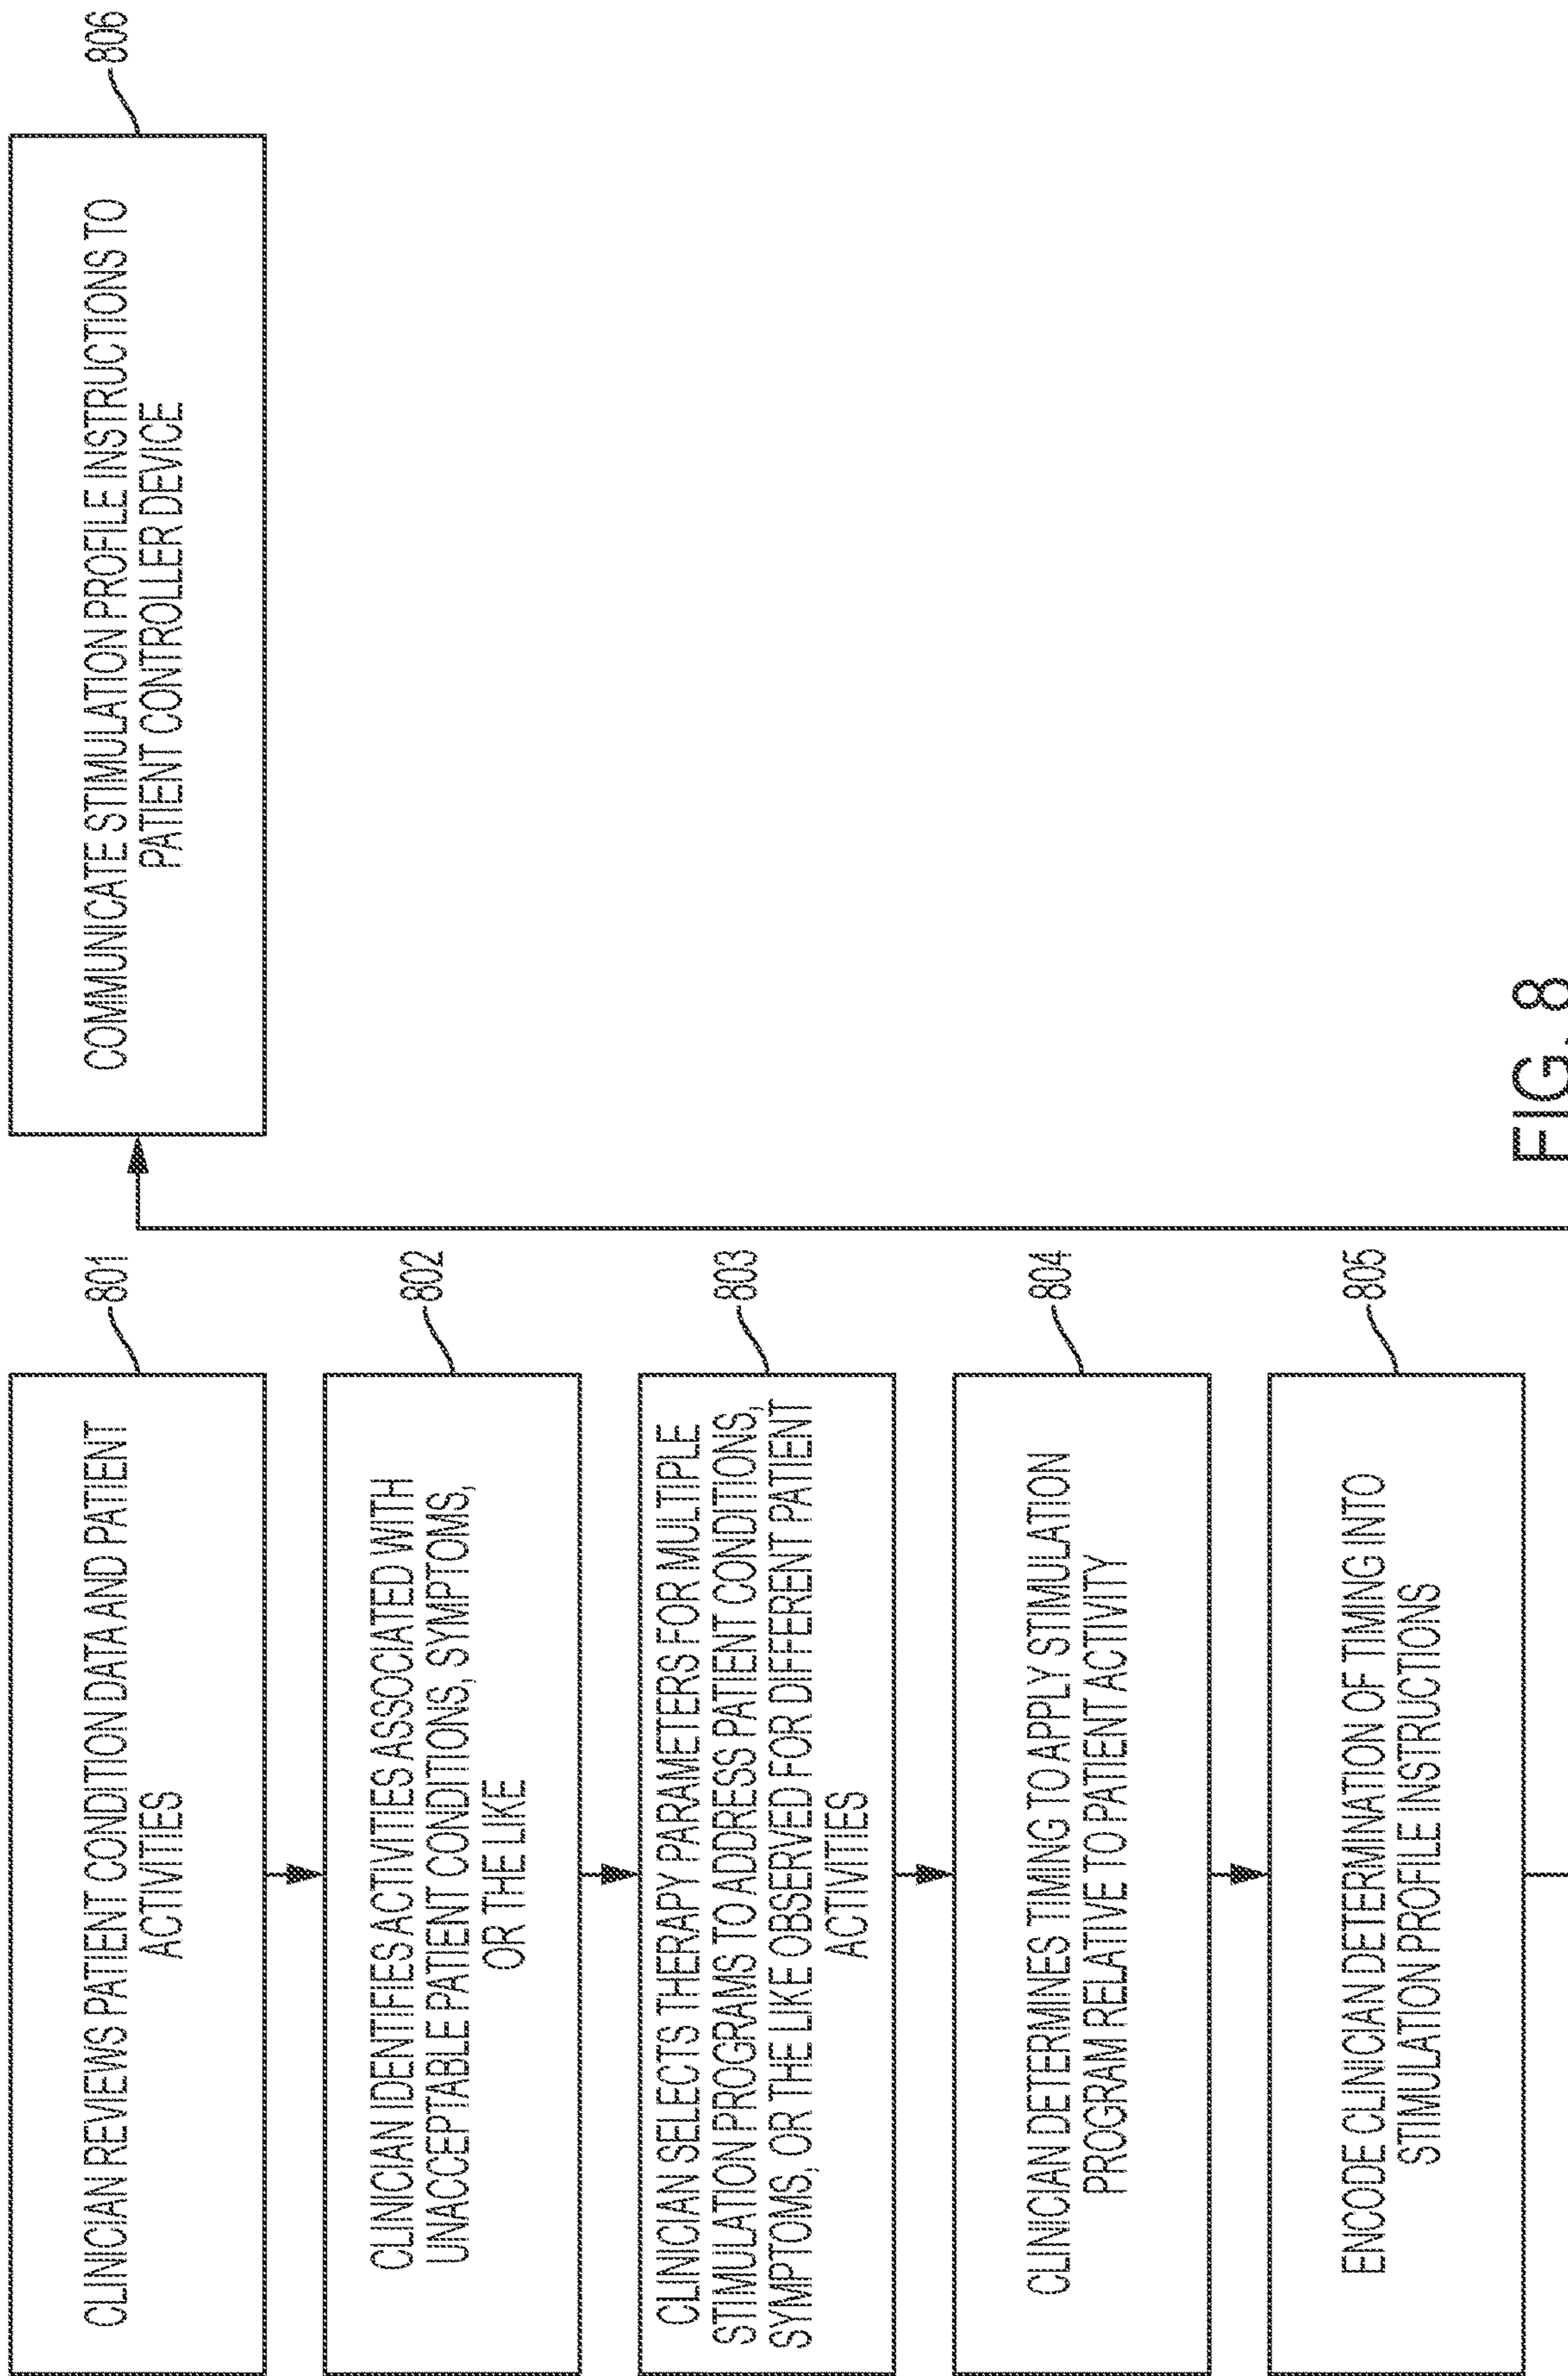 CLINICIAN REVIEWS PATIENT CONDITION DATA AND PATIENT
ACTIVITIES
801
CLINICIAN IDENTIFIES ACTIVITIES ASSOCIATED WITH
UNACCEPTABLE PATIENT CONDITIONS, SYMPTOMS,
OR THE LIKE
802
CLINICIAN SELECTS THERAPY PARAMETERS FOR MULTIPLE
STIMULATION PROGRAMS TO ADDRESS PATIENT CONDITIONS,
SYMPTOMS, OR THE LIKE OBSERVED FOR DIFFERENT PATIENT
ACTIVITIES
803
CLINICIAN DETERMINES TIMING TO APPLY STIMULATION
PROGRAM RELATIVE TO PATIENT ACTIVITY
804
ENCODE CLINICIAN DETERMINATION OF TIMING INTO
STIMULATION PROFILE INSTRUCTIONS
805
COMMUNICATE STIMULATION PROFILE INSTRUCTIONS TO
PATIENT CONTROLLER DEVICE
806
FIG. 8